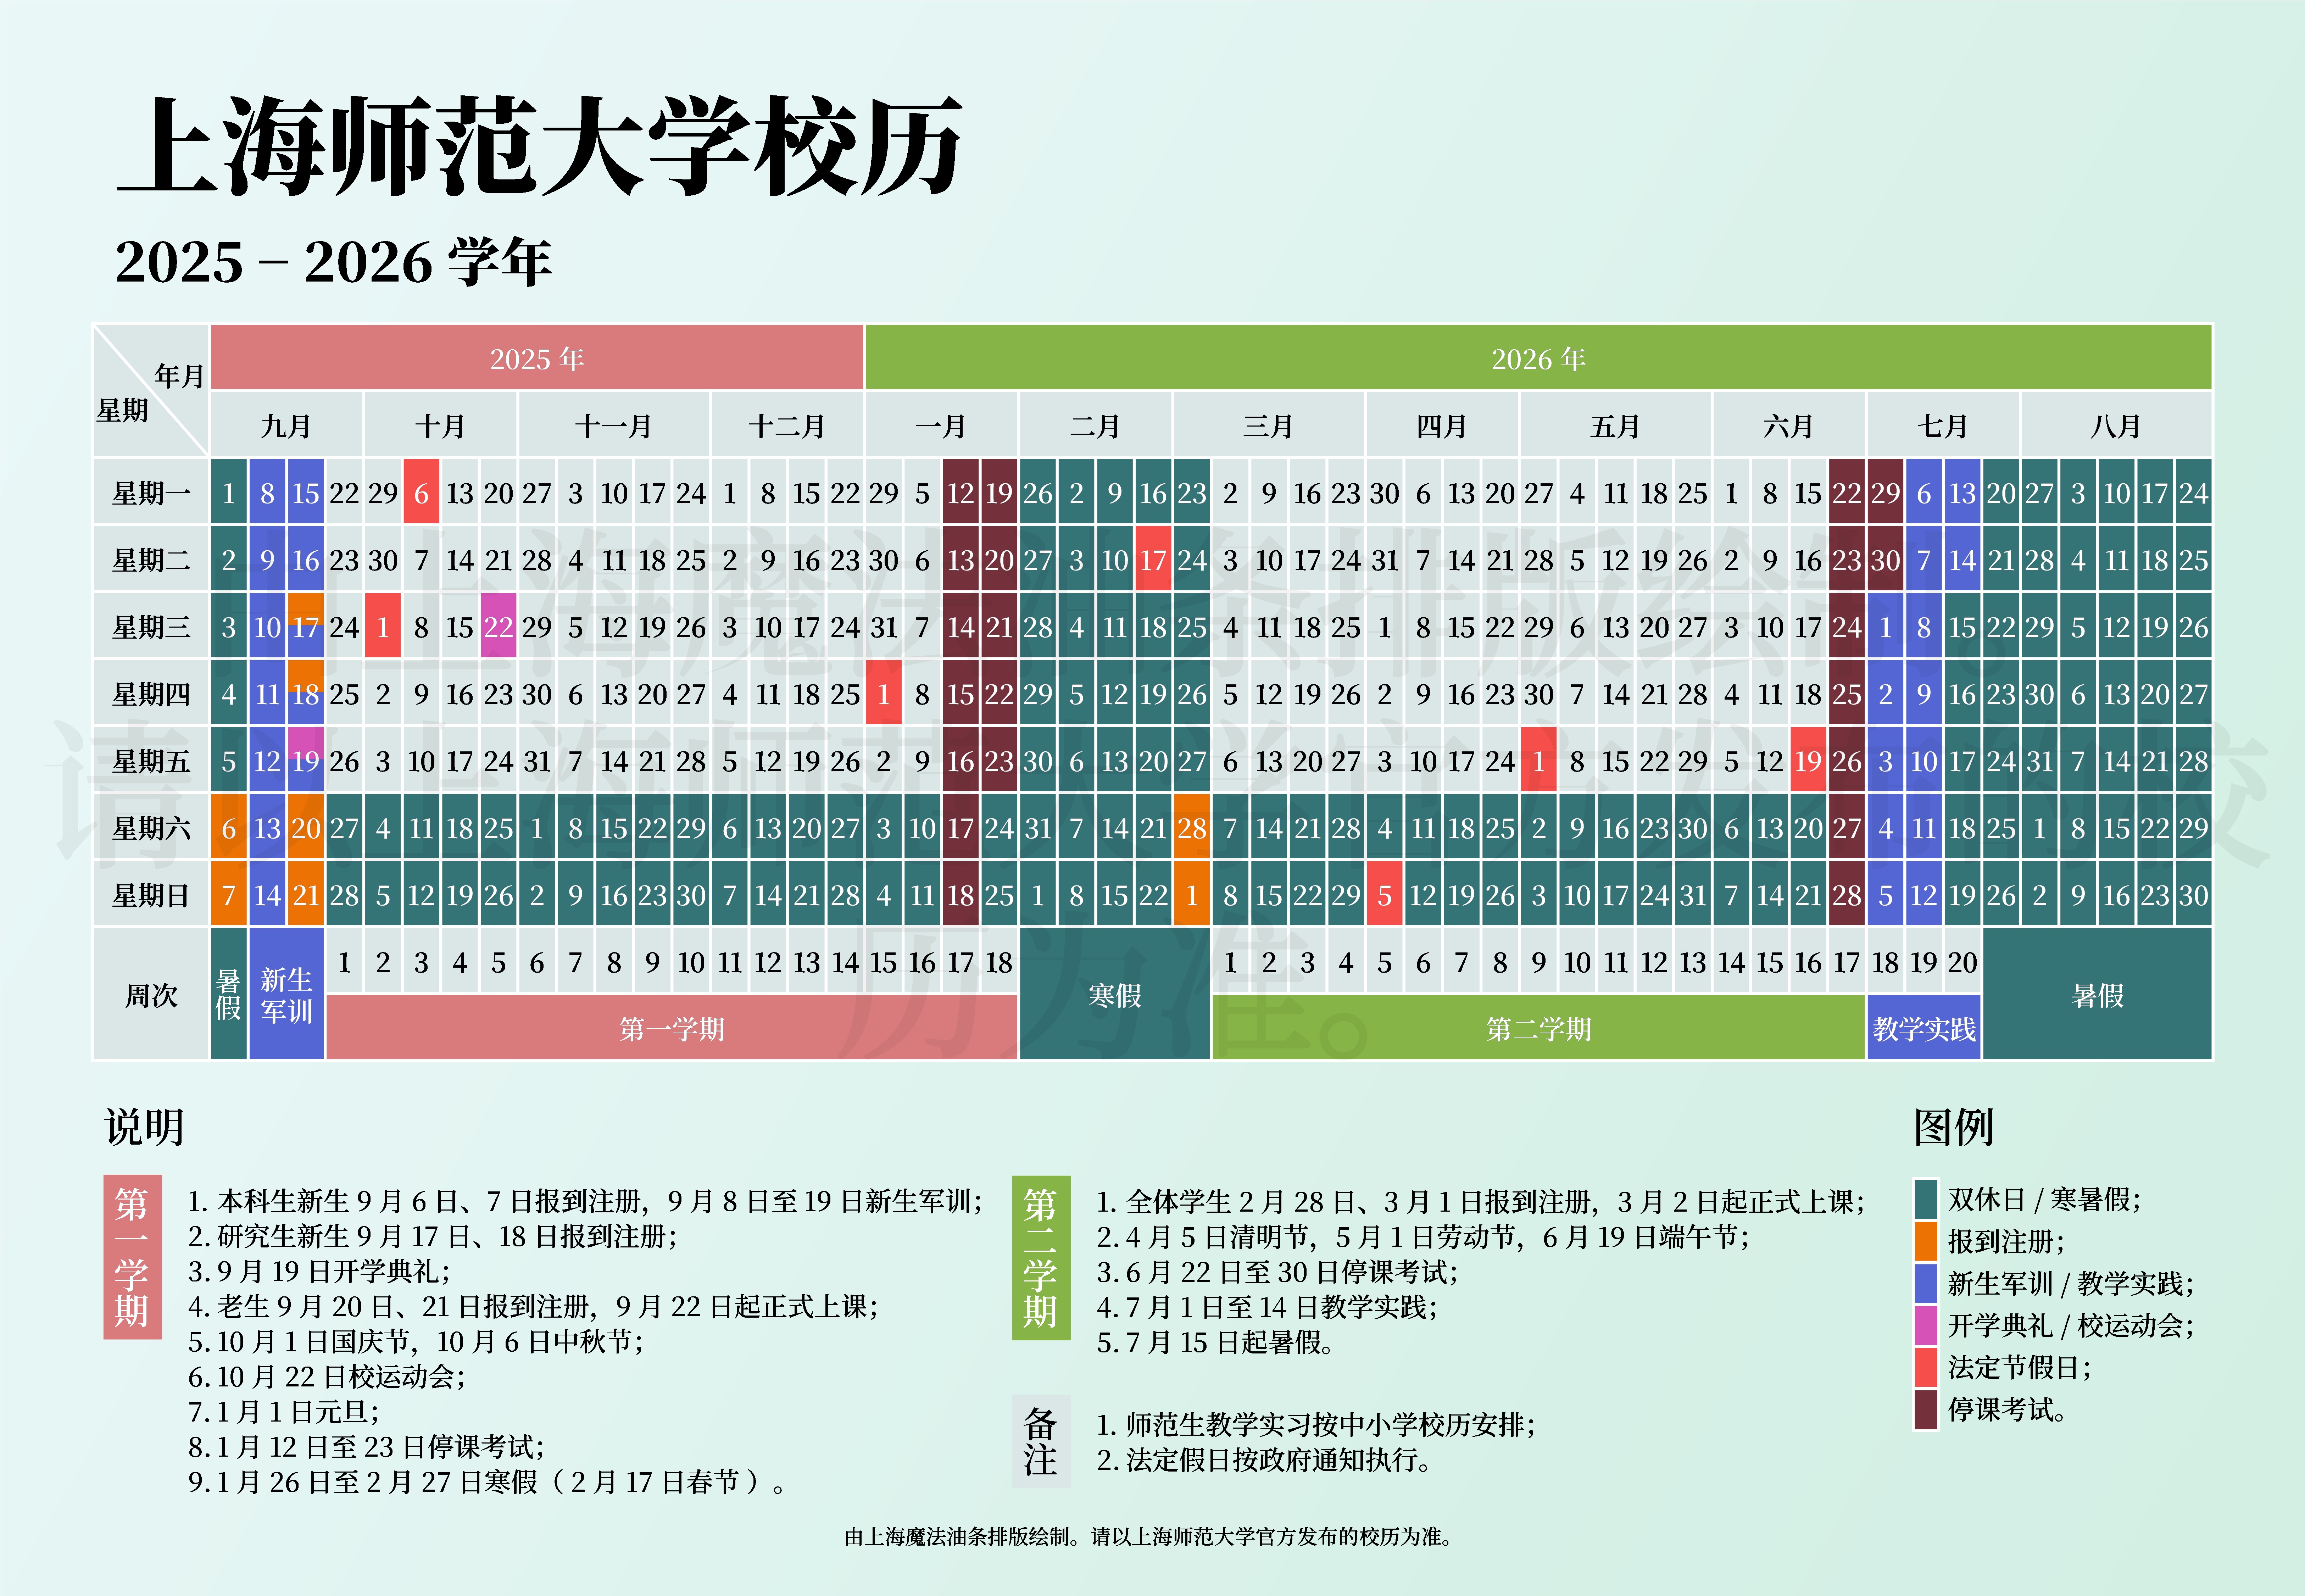 上海师范大学校历
2025 – 2026 学年
年月
星期
2025 年 2026 年
九月 十月 十一月 十二月 一月 二月 三月 四月 五月 六月 七月 八月
星期一 1 8 15 22 29 6 13 20 27 3 10 17 24 1 8 15 22 29 5 12 19 26 2 9 16 23 2 9 16 23 30 6 13 20 27 4 11 18 25 1 8 15 22 29 6 13 20 27 3 10 17 24
星期二 2 9 16 23 30 7 14 21 28 4 11 18 25 2 9 16 23 30 6 13 20 27 3 10 17 24 3 10 17 24 31 7 14 21 28 5 12 19 26 2 9 16 23 30 7 14 21 28 4 11 18 25
星期三 3 10 17 24 1 8 15 22 29 5 12 19 26 3 10 17 24 31 7 14 21 28 4 11 18 25 4 11 18 25 1 8 15 22 29 6 13 20 27 3 10 17 24 1 8 15 22 29 5 12 19 26
星期四 4 11 18 25 2 9 16 23 30 6 13 20 27 4 11 18 25 1 8 15 22 29 5 12 19 26 5 12 19 26 2 9 16 23 30 7 14 21 28 4 11 18 25 2 9 16 23 30 6 13 20 27
星期五 5 12 19 26 3 10 17 24 31 7 14 21 28 5 12 19 26 2 9 16 23 30 6 13 20 27 6 13 20 27 3 10 17 24 1 8 15 22 29 5 12 19 26 3 10 17 24 31 7 14 21 28
星期六 6 13 20 27 4 11 18 25 1 8 15 22 29 6 13 20 27 3 10 17 24 31 7 14 21 28 7 14 21 28 4 11 18 25 2 9 16 23 30 6 13 20 27 4 11 18 25 1 8 15 22 29
星期日 7 14 21 28 5 12 19 26 2 9 16 23 30 7 14 21 28 4 11 18 25 1 8 15 22 1 8 15 22 29 5 12 19 26 3 10 17 24 31 7 14 21 28 5 12 19 26 2 9 16 23 30
周次 暑假 新生军训 1 2 3 4 5 6 7 8 9 10 11 12 13 14 15 16 17 18 寒假 1 2 3 4 5 6 7 8 9 10 11 12 13 14 15 16 17 18 19 20 暑假
第一学期 第二学期 教学实践
由上海魔法油条排版绘制。
请以上海师范大学官方发布的校
历为准。
说明
第一学期
1. 本科生新生 9 月 6 日、7 日报到注册，9 月 8 日至 19 日新生军训；
2. 研究生新生 9 月 17 日、18 日报到注册；
3. 9 月 19 日开学典礼；
4. 老生 9 月 20 日、21 日报到注册，9 月 22 日起正式上课；
5. 10 月 1 日国庆节，10 月 6 日中秋节；
6. 10 月 22 日校运动会；
7. 1 月 1 日元旦；
8. 1 月 12 日至 23 日停课考试；
9. 1 月 26 日至 2 月 27 日寒假（ 2 月 17 日春节 ）。
第二学期
1. 全体学生 2 月 28 日、3 月 1 日报到注册，3 月 2 日起正式上课；
2. 4 月 5 日清明节，5 月 1 日劳动节，6 月 19 日端午节；
3. 6 月 22 日至 30 日停课考试；
4. 7 月 1 日至 14 日教学实践；
5. 7 月 15 日起暑假。
备注
1. 师范生教学实习按中小学校历安排；
2. 法定假日按政府通知执行。
图例
双休日 / 寒暑假；
报到注册；
新生军训 / 教学实践；
开学典礼 / 校运动会；
法定节假日；
停课考试。
由上海魔法油条排版绘制。请以上海师范大学官方发布的校历为准。